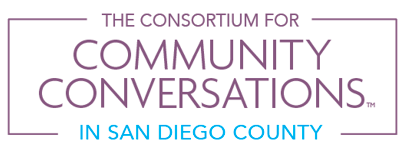 THE CONSORTIUM FOR
COMMUNITY
CONVERSATIONS™
IN SAN DIEGO COUNTY